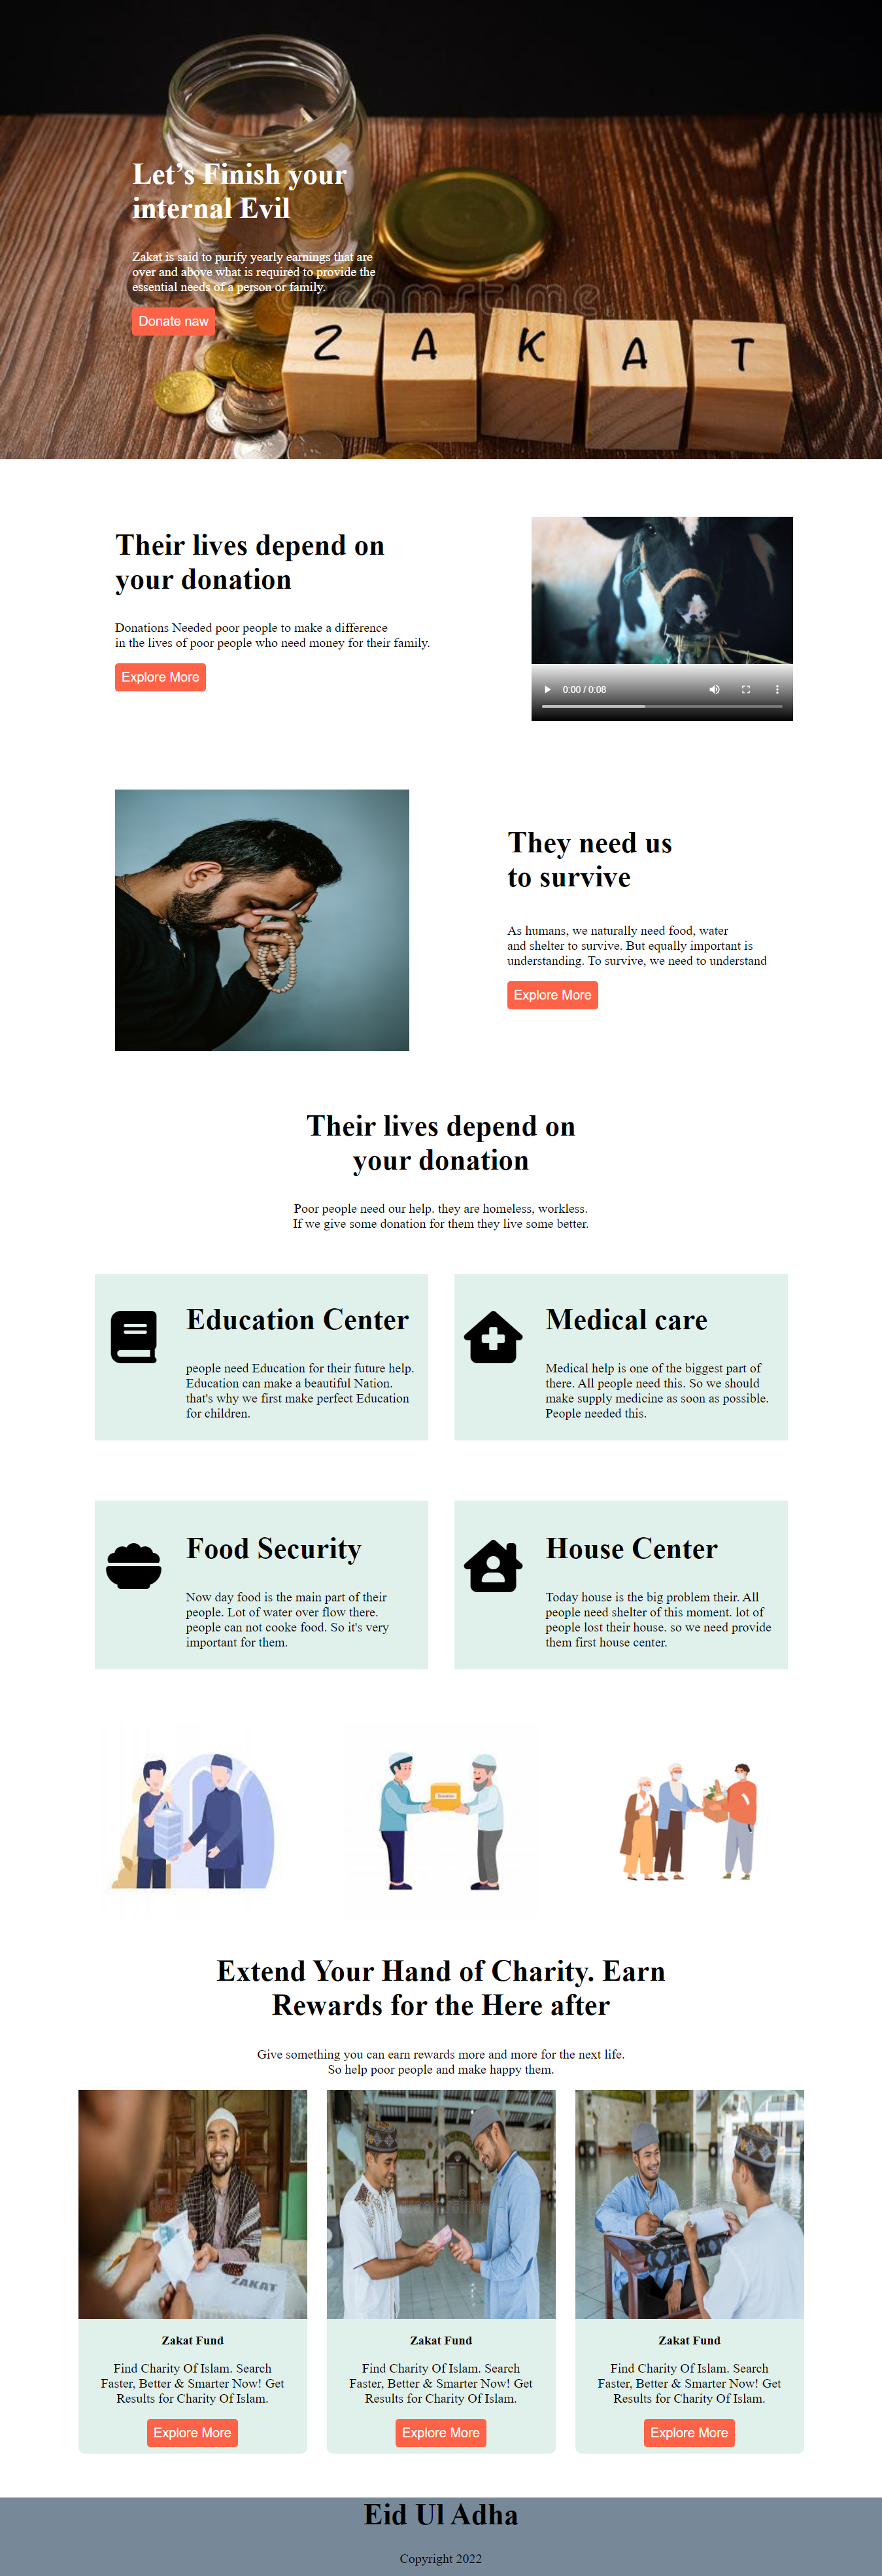 Let’s Finish your
internal Evil
Zakat is said to purify yearly earnings that are
over and above what is required to provide the
essential needs of a person or family.
dreamstime
Donate naw
Z A K A T
Their lives depend on
your donation
Donations Needed poor people to make a difference
in the lives of poor people who need money for their family.
Explore More
0:00 / 0:08
They need us
to survive
As humans, we naturally need food, water
and shelter to survive. But equally important is
understanding. To survive, we need to understand
Explore More
Their lives depend on
your donation
Poor people need our help. they are homeless, workless.
If we give some donation for them they live some better.
Education Center
people need Education for their future help.
Education can make a beautiful Nation.
that's why we first make perfect Education
for children.
Medical care
Medical help is one of the biggest part of
there. All people need this. So we should
make supply medicine as soon as possible.
People needed this.
Food Security
Now day food is the main part of their
people. Lot of water over flow there.
people can not cooke food. So it's very
important for them.
House Center
Today house is the big problem their. All
people need shelter of this moment. lot of
people lost their house. so we need provide
them first house center.
Donation
Extend Your Hand of Charity. Earn
Rewards for the Here after
Give something you can earn rewards more and more for the next life.
So help poor people and make happy them.
ZAKAT
Zakat Fund
Find Charity Of Islam. Search
Faster, Better & Smarter Now! Get
Results for Charity Of Islam.
Explore More
Zakat Fund
Find Charity Of Islam. Search
Faster, Better & Smarter Now! Get
Results for Charity Of Islam.
Explore More
Zakat Fund
Find Charity Of Islam. Search
Faster, Better & Smarter Now! Get
Results for Charity Of Islam.
Explore More
Eid Ul Adha
Copyright 2022